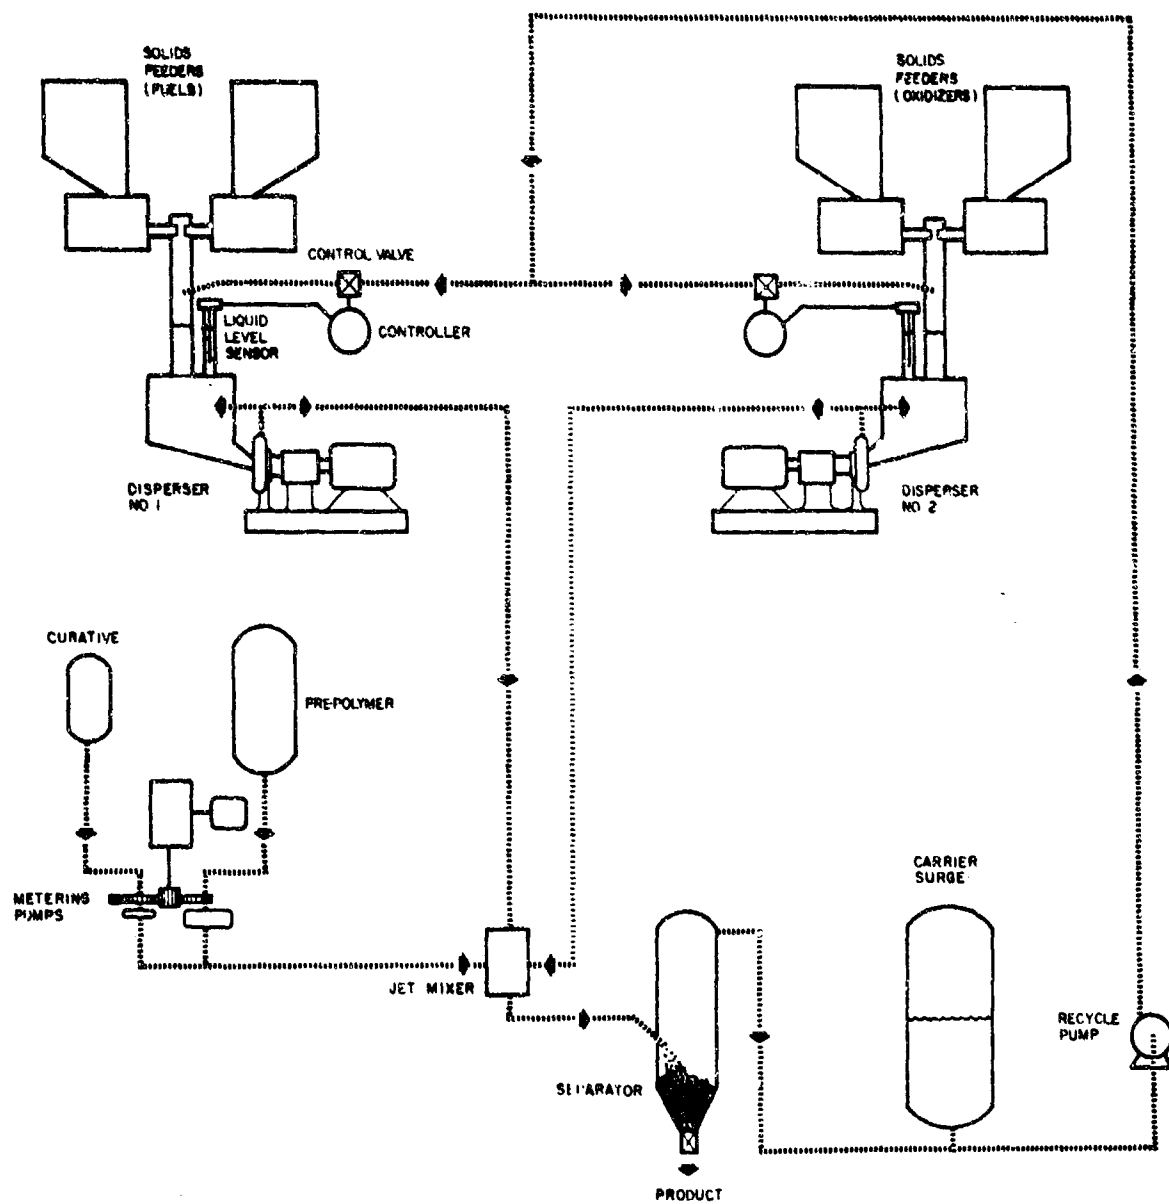 SOLIDS
FEEDERS
(FUELS)
SOLIDS
FEEDERS
(OXIDIZERS)
CONTROL VALVE
LIQUID
LEVEL
SENSOR
CONTROLLER
DISPERSER
NO 1
DISPERSER
NO 2
CURATIVE
PRE-POLYMER
METERING
PUMPS
CARRIER
SURGE
JET MIXER
RECYCLE
PUMP
SEPARATOR
PRODUCT